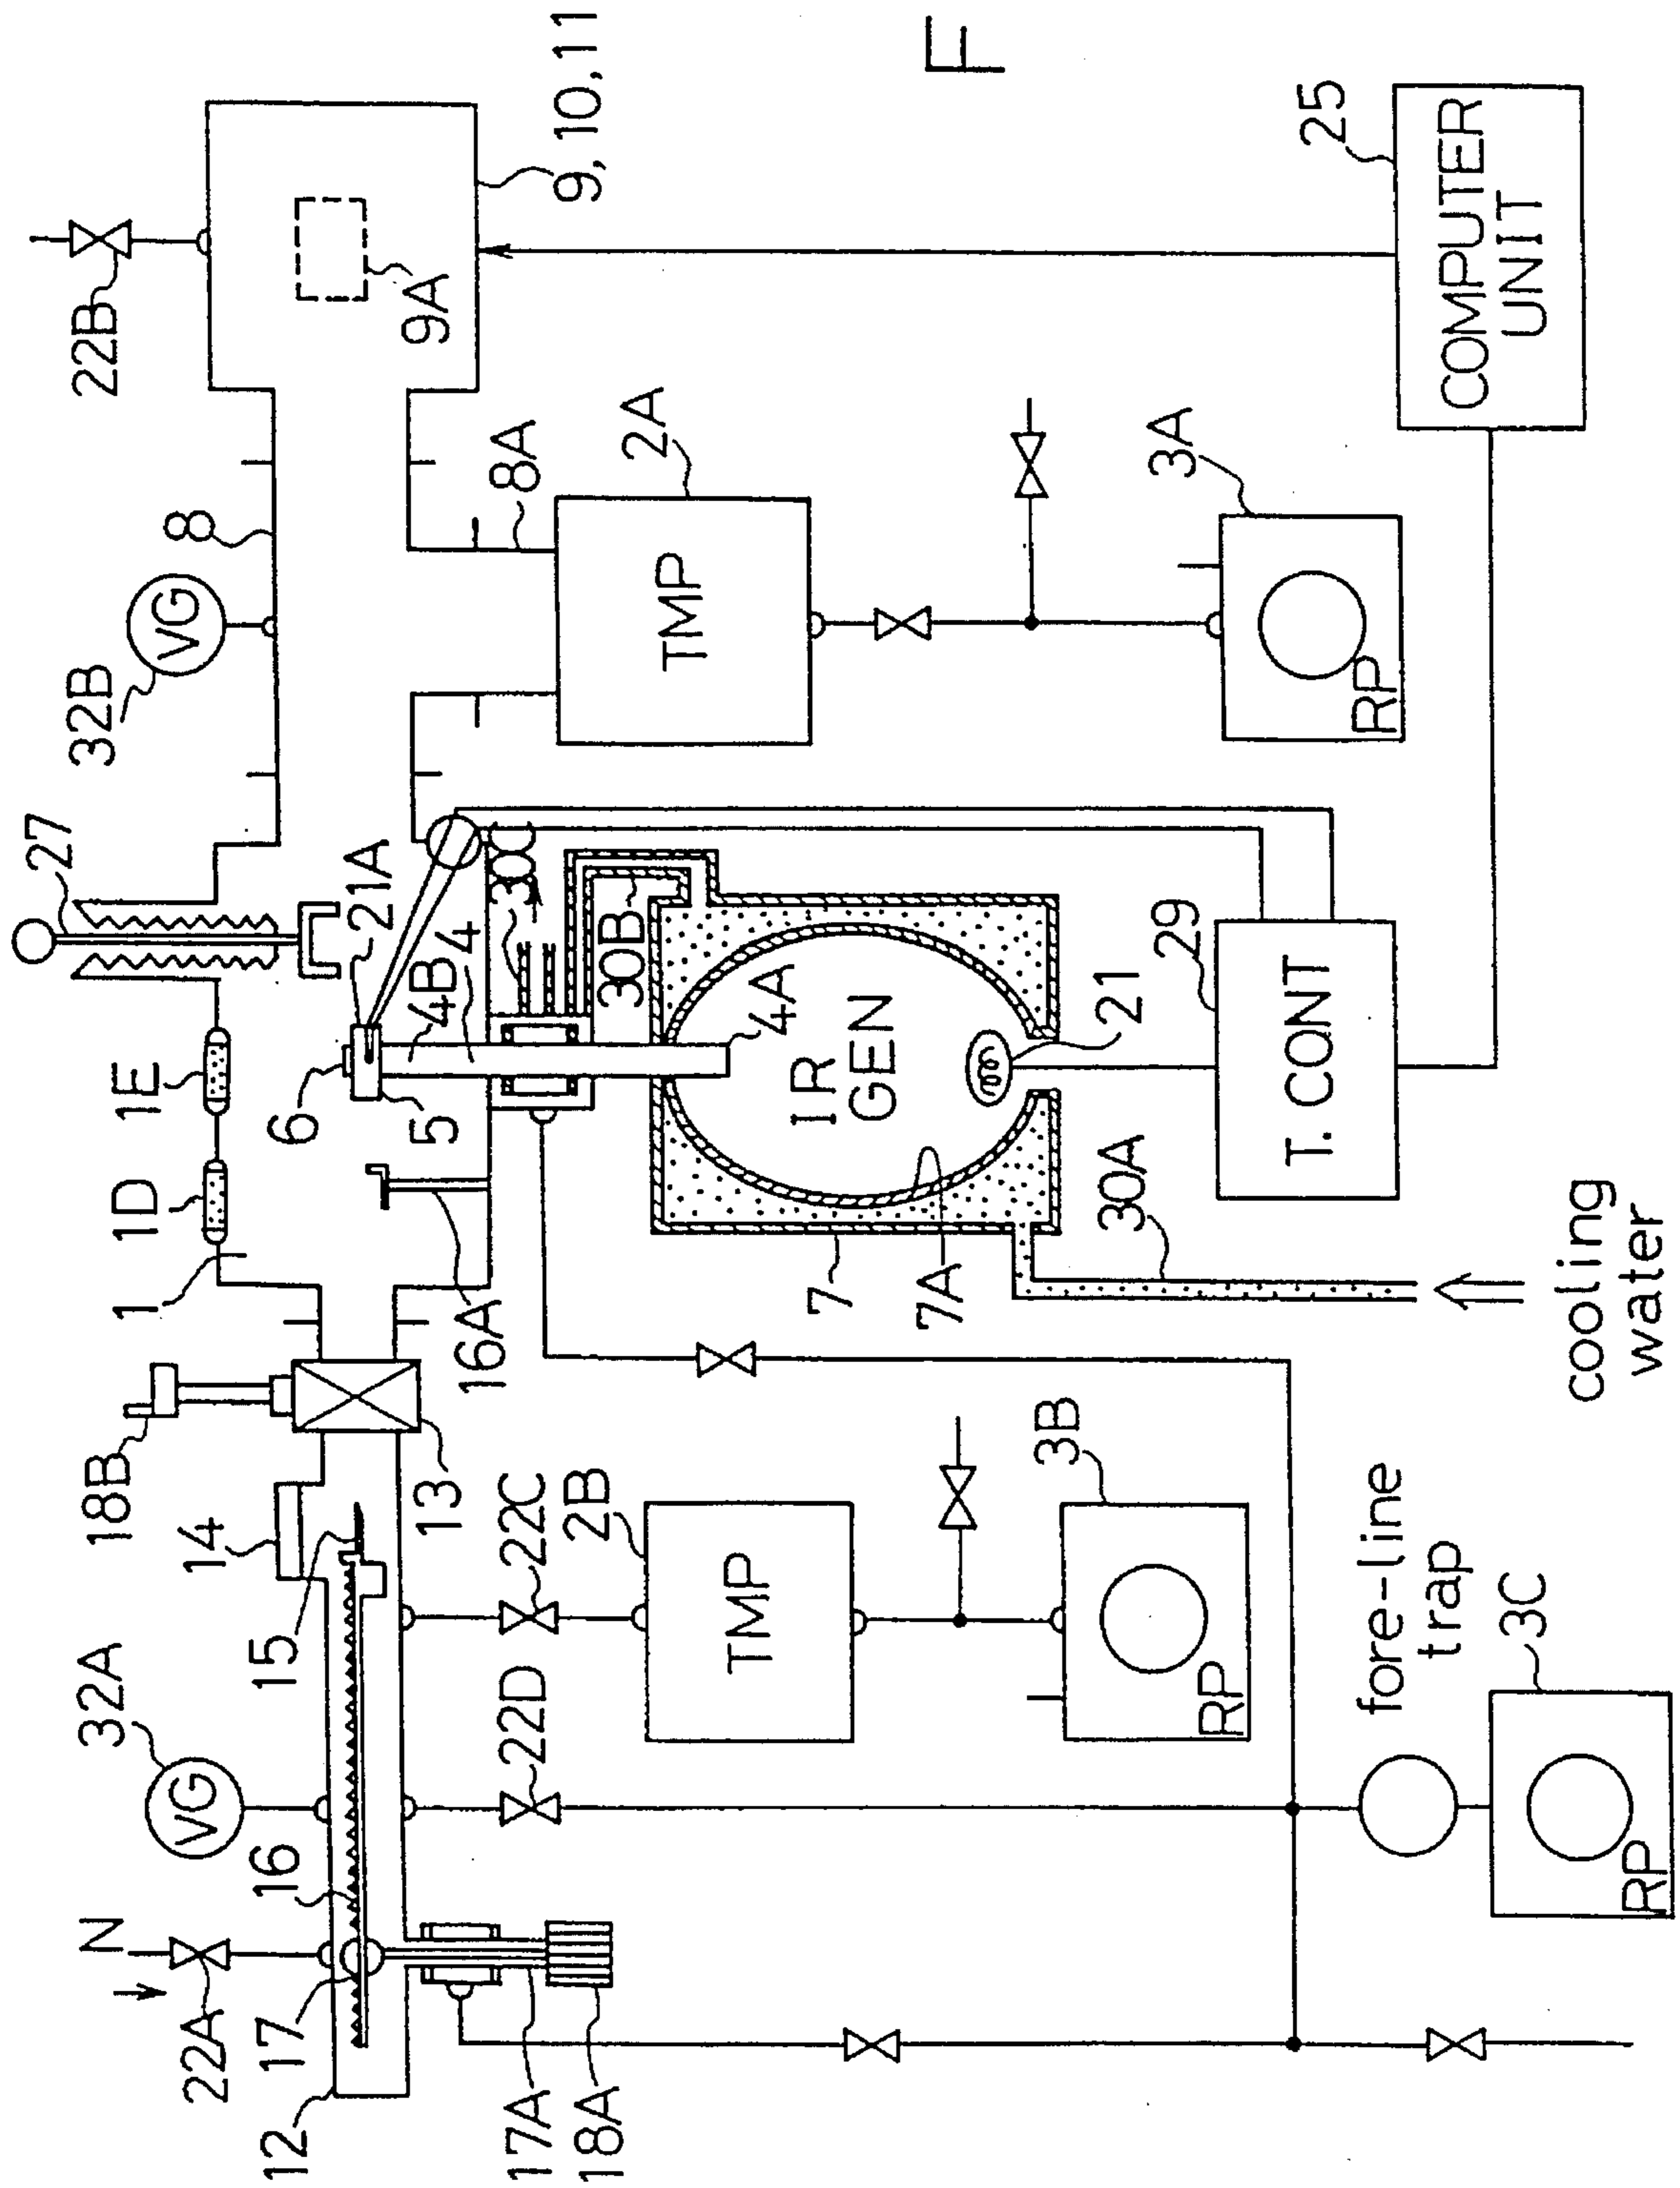 22B
9, 10, 11
9A
F
25
COMPUTER
UNIT
8
8A
2A
TMP
3A
RP
VG
32B
27
21A
4
4B
30C
30B
4A
6
5
1E
1D
1
IR
GEN
21
29
T. CONT
7
7A
30A
cooling
water
16A
18B
13
14
15
22C
2B
TMP
3B
RP
fore-line
trap
3C
RP
32A
VG
22D
16
N
22A
17
12
17A
18A